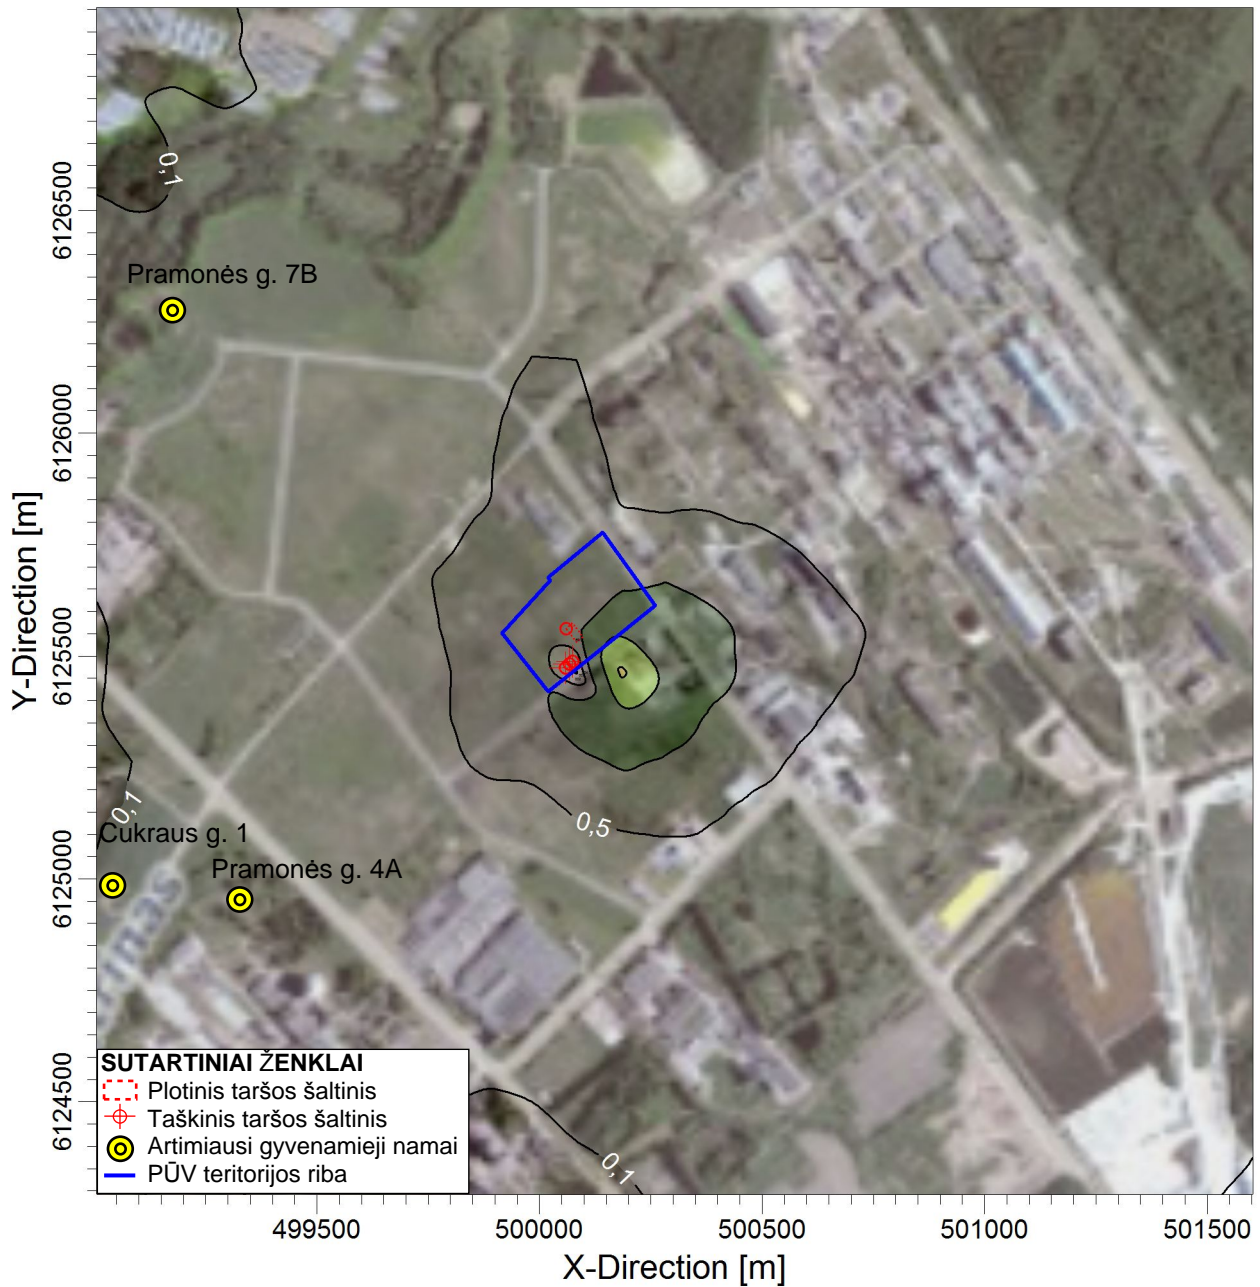 0,1
Pramonės g. 7B
0,5
0,1
Cukraus g. 1
Pramonės g. 4A
SUTARTINIAI ŽENKLAI
Plotinis taršos šaltinis
Taškinis taršos šaltinis
Artimiausi gyvenamieji namai
PŪV teritorijos riba
0,1
6126500
6126000
6125500
6125000
6124500
Y-Direction [m]
499500 500000 500500 501000 501500
X-Direction [m]